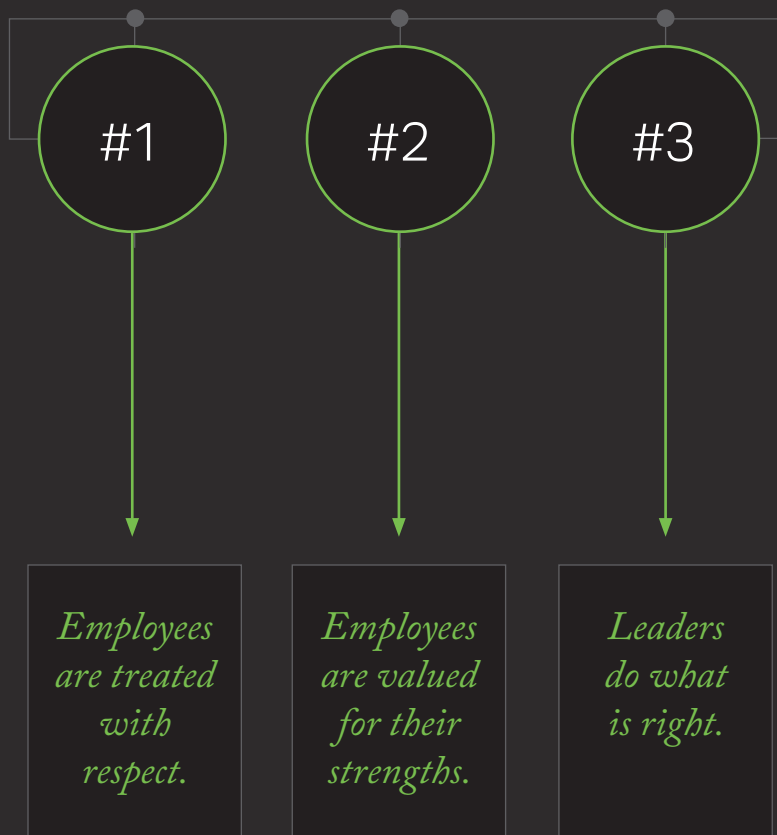 #1
#2
#3
Employees
are treated
with
respect.
Employees
are valued
for their
strengths.
Leaders
do what
is right.